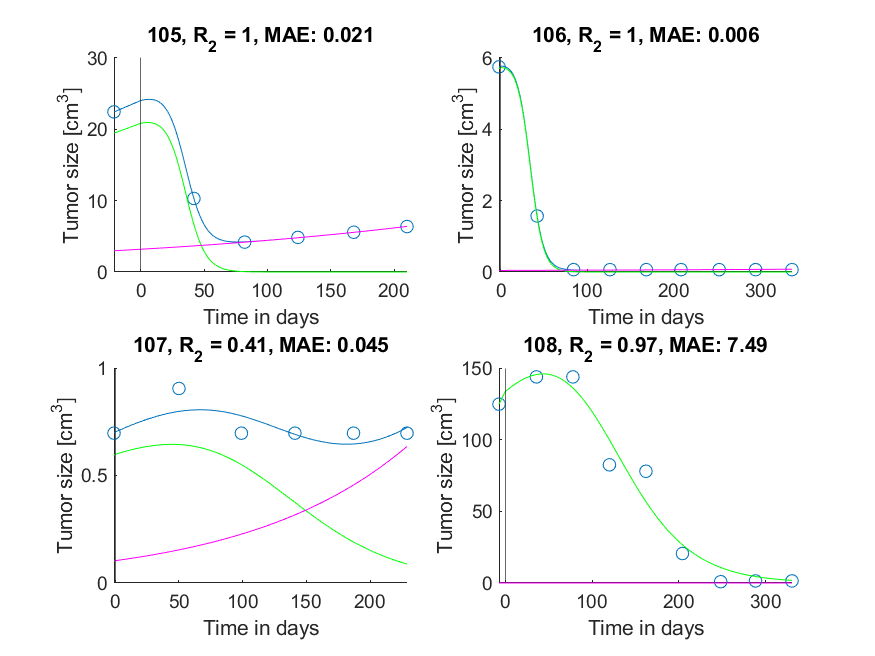 105, R2 = 1, MAE: 0.021
30
20
10
0
Tumor size [cm3]
0 50 100 150 200
Time in days
106, R2 = 1, MAE: 0.006
6
4
2
0
Tumor size [cm3]
0 100 200 300
Time in days
107, R2 = 0.41, MAE: 0.045
1
0.5
0
Tumor size [cm3]
0 50 100 150 200
Time in days
108, R2 = 0.97, MAE: 7.49
150
100
50
0
Tumor size [cm3]
0 100 200 300
Time in days